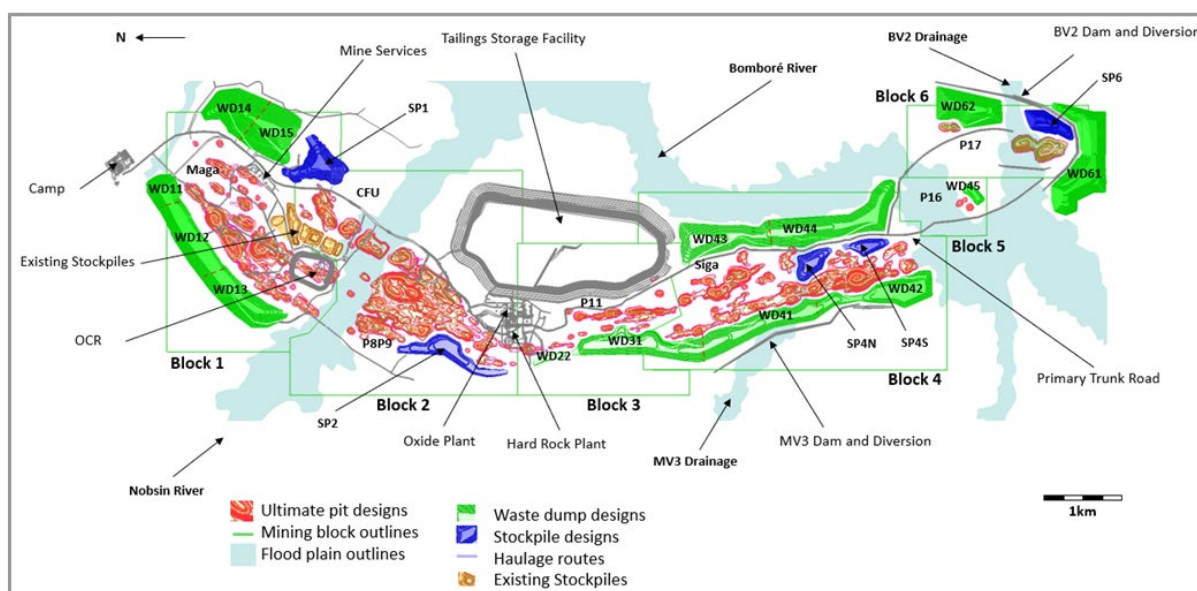 N
Mine Services
Tailings Storage Facility
Bomboré River
BV2 Drainage
BV2 Dam and Diversion
SP6
Block 6
WD62
P17
WD61
WD14
WD15
SP1
Maga
CFU
Camp
WD11
WD12
WD13
Existing Stockpiles
OCR
Block 1
P8P9
Block 2
SP2
Oxide Plant
Hard Rock Plant
WD22
P11
WD31
Block 3
Siga
WD43
WD44
WD41
WD42
SP4N
SP4S
Block 4
P16
WD45
Block 5
Primary Trunk Road
MV3 Dam and Diversion
MV3 Drainage
Nobsin River
Ultimate pit designs
Mining block outlines
Flood plain outlines
Waste dump designs
Stockpile designs
Haulage routes
Existing Stockpiles
1km